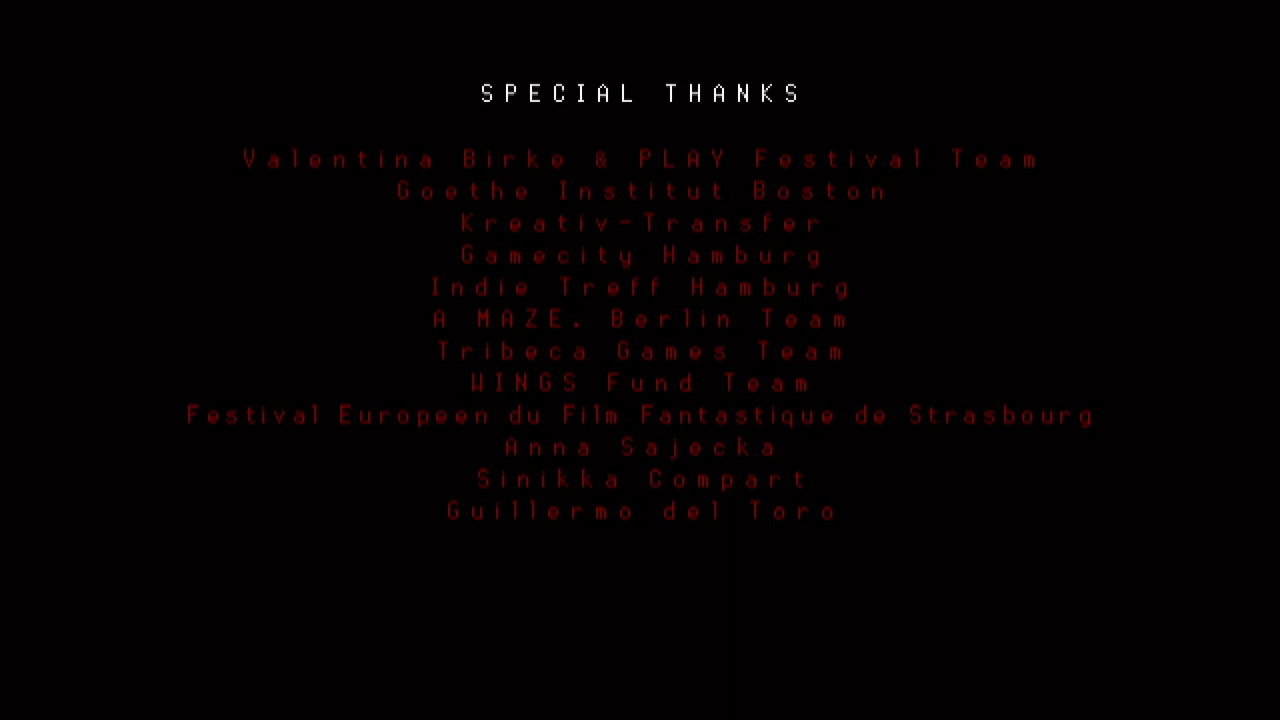 SPECIAL THANKS
Valentina Birke & PLAY Festival Team
Goethe Institut Boston
Kreativ-Transfer
Gamecity Hamburg
Indie Treff Hamburg
A MAZE. Berlin Team
Tribeca Games Team
WINGS Fund Team
Festival Europeen du Film Fantastique de Strasbourg
Anna Sajecka
Sinikka Compart
Guillermo del Toro